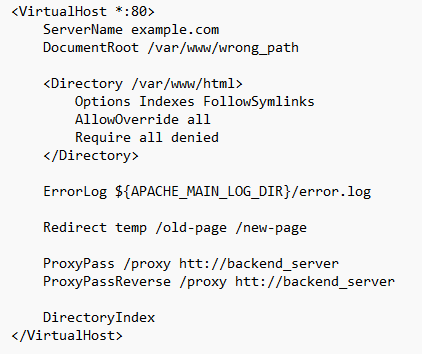 <VirtualHost *:80>
    ServerName example.com
    DocumentRoot /var/www/wrong_path

    <Directory /var/www/html>
        Options Indexes FollowSymlinks
        AllowOverride all
        Require all denied
    </Directory>

    ErrorLog ${APACHE_MAIN_LOG_DIR}/error.log

    Redirect temp /old-page /new-page

    ProxyPass /proxy htt://backend_server
    ProxyPassReverse /proxy htt://backend_server

    DirectoryIndex
</VirtualHost>